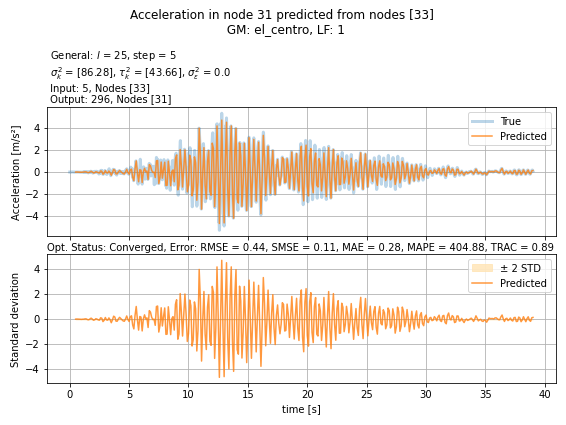 Acceleration in node 31 predicted from nodes [33]
GM: el_centro, LF: 1
General: l = 25, step = 5
σ²ₖ = [86.28], τ²ₖ = [43.66], σ²ε = 0.0
Input: 5, Nodes [33]
Output: 296, Nodes [31]
Acceleration [m/s²]
4
2
0
−2
−4
True
Predicted
Opt. Status: Converged, Error: RMSE = 0.44, SMSE = 0.11, MAE = 0.28, MAPE = 404.88, TRAC = 0.89
Standard deviation
4
2
0
−2
−4
± 2 STD
Predicted
0 5 10 15 20 25 30 35 40
time [s]